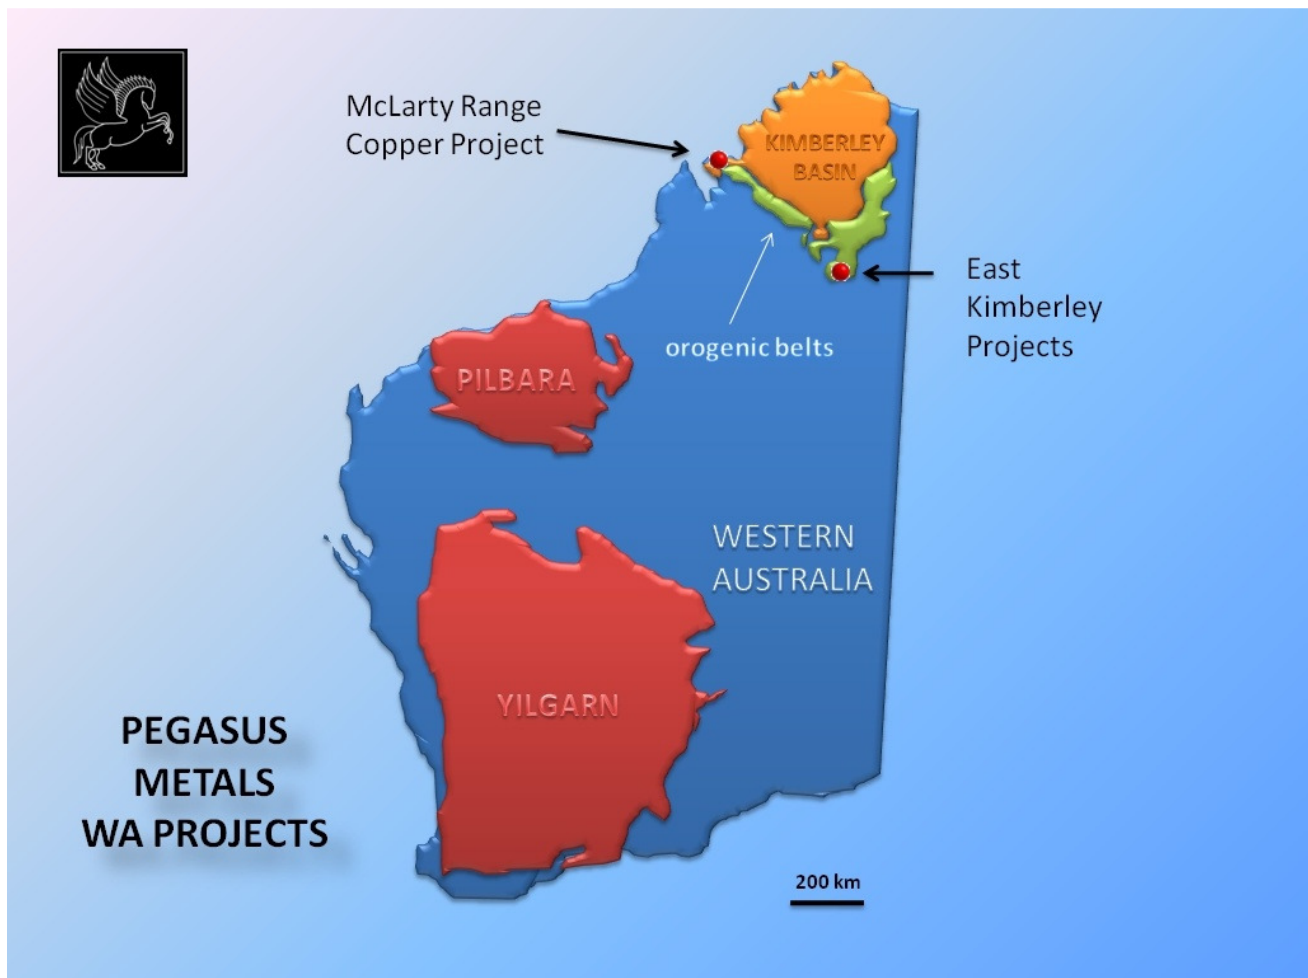 McLarty Range
Copper Project
KIMBERLEY
BASIN
East
Kimberley
Projects
orogenic belts
PILBARA
WESTERN
AUSTRALIA
YILGARN
PEGASUS
METALS
WA PROJECTS
200 km